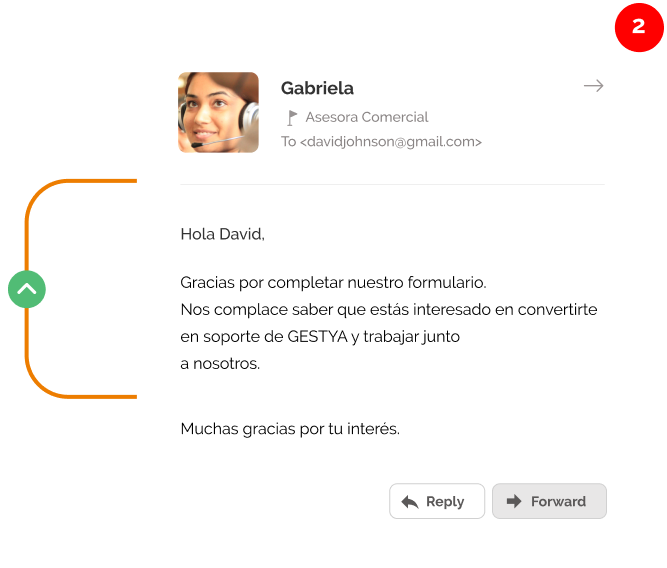 2
Gabriela
Asesora Comercial
To <davidjohnson@gmail.com>
Hola David,
Gracias por completar nuestro formulario.
Nos complace saber que estás interesado en convertirte
en soporte de GESTYA y trabajar junto
a nosotros.
Muchas gracias por tu interés.
Reply
Forward